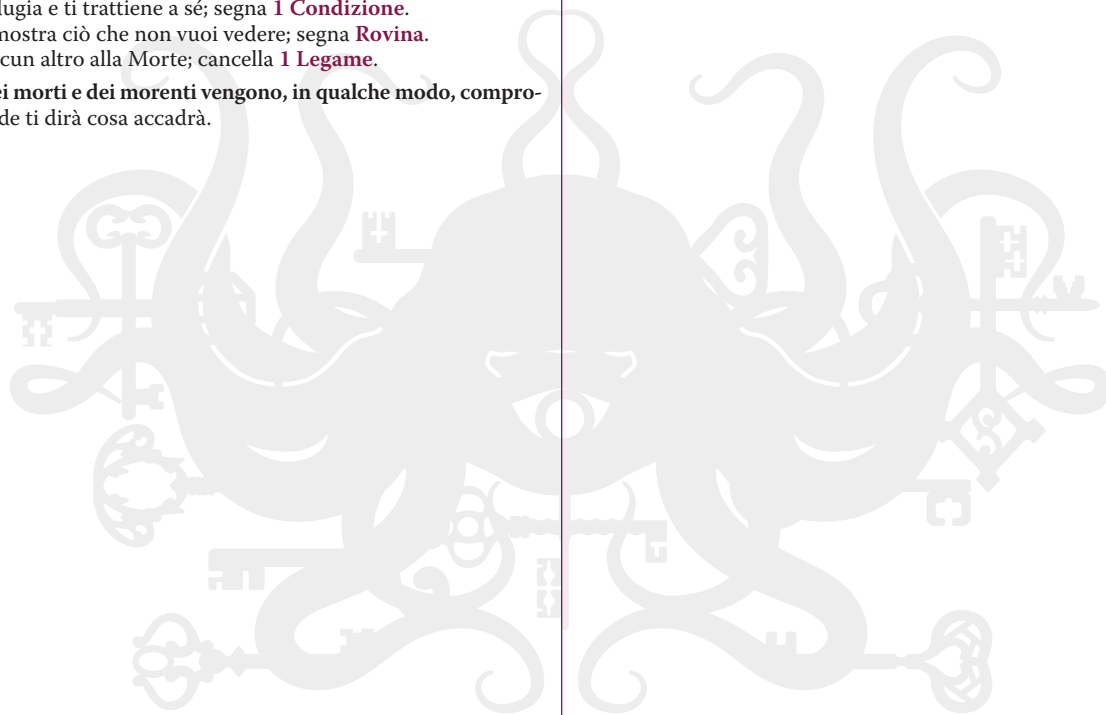 lugia e ti trattiene a sé; segna 1 Condizione.
mostra ciò che non vuoi vedere; segna Rovina.
cun altro alla Morte; cancella 1 Legame.
ei morti e dei morenti vengono, in qualche modo, compro-
de ti dirà cosa accadrà.